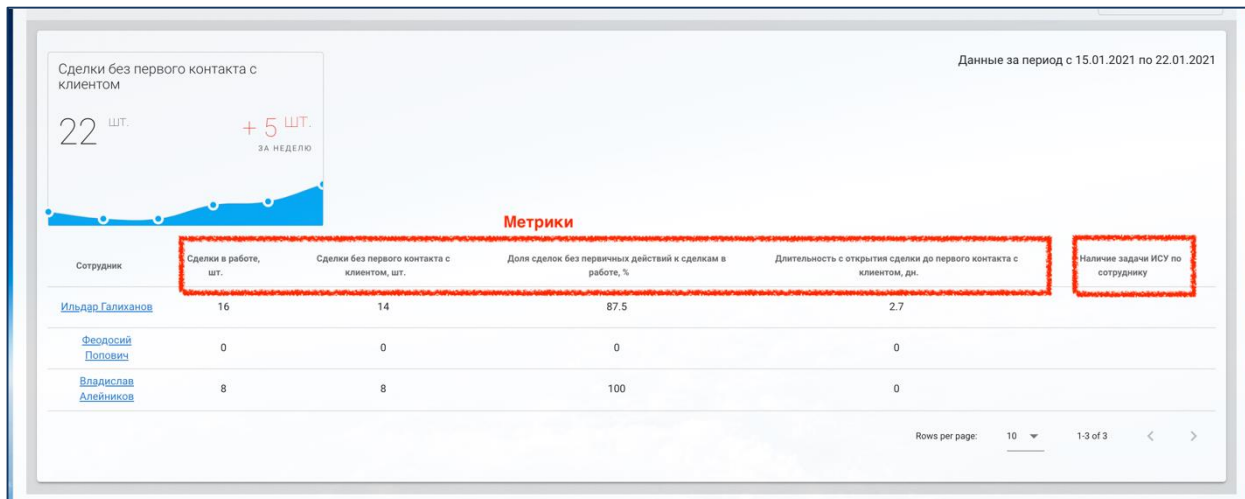 Сделки без первого контакта с
клиентом
Данные за период с 15.01.2021 по 22.01.2021
22 шт.
+ 5 шт.
ЗА НЕДЕЛЮ
Метрики
Сотрудник
Сделки в работе,
шт.
Сделки без первого контакта с
клиентом, шт.
Доля сделок без первичных действий к сделкам в
работе, %
Длительность с открытия сделки до первого контакта с
клиентом, дн.
Наличие задачи ИСУ по
сотруднику
Ильдар Галиханов 16 14 87.5 2.7
Феодосий
Попович 0 0 0 0
Владислав
Алейников 8 8 100 0
Rows per page: 10 1-3 of 3